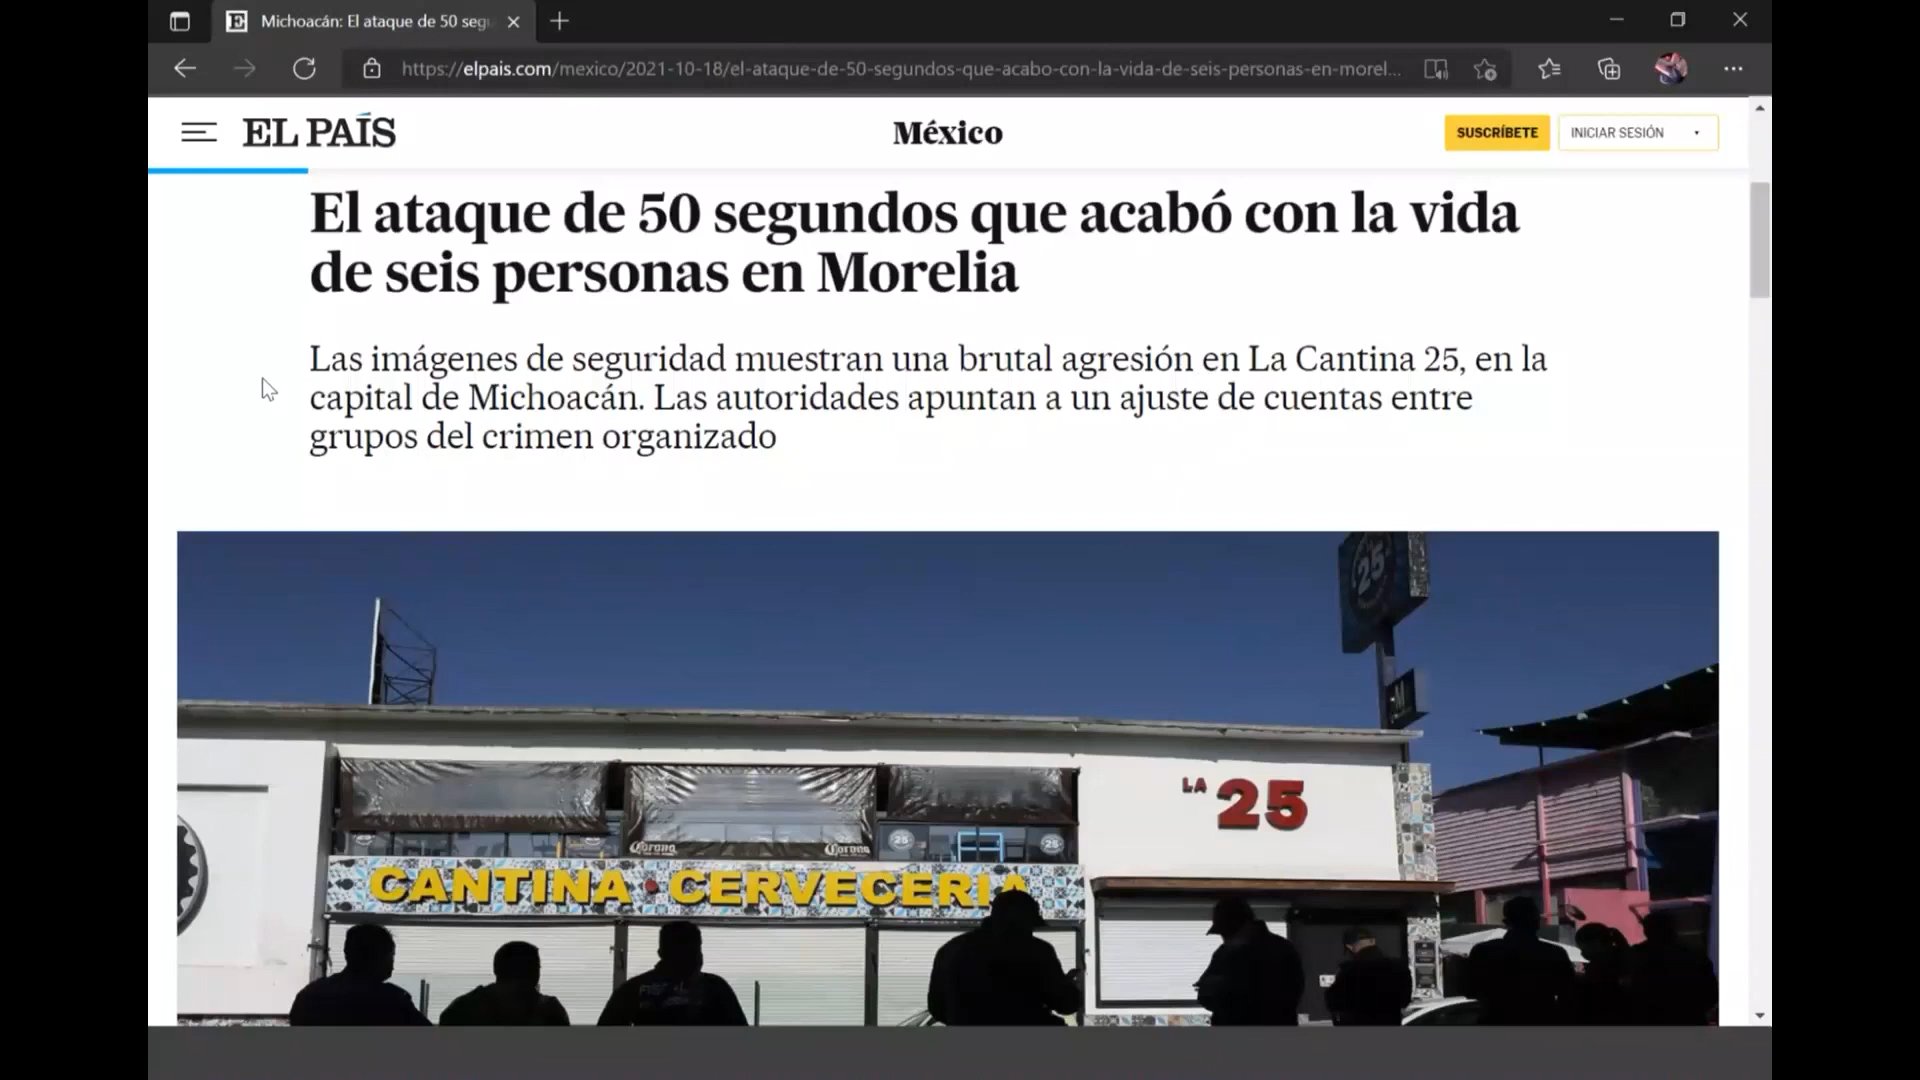 Michoacán: El ataque de 50 segu
https://elpais.com/mexico/2021-10-18/el-ataque-de-50-segundos-que-acabo-con-la-vida-de-seis-personas-en-morel...
EL PAÍS
México
SUSCRÍBETE
INICIAR SESIÓN
El ataque de 50 segundos que acabó con la vida
de seis personas en Morelia
Las imágenes de seguridad muestran una brutal agresión en La Cantina 25, en la
capital de Michoacán. Las autoridades apuntan a un ajuste de cuentas entre
grupos del crimen organizado
25
LA 25
Corona
Corona
25
25
CANTINA · CERVECERIA